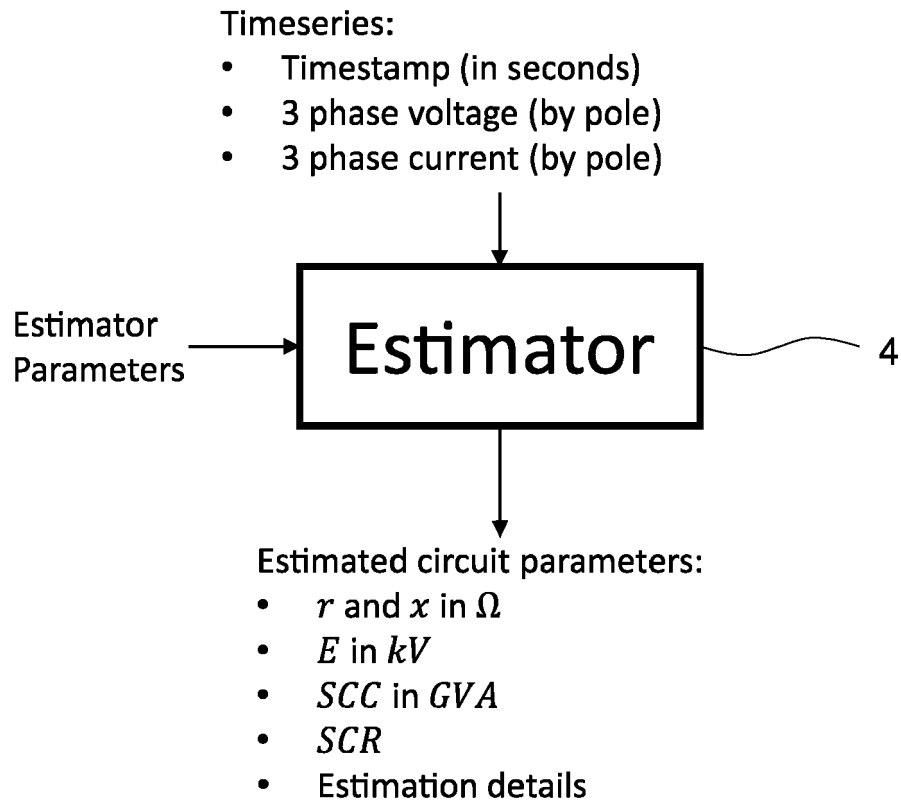 Timeseries:
• Timestamp (in seconds)
• 3 phase voltage (by pole)
• 3 phase current (by pole)
Estimator
Parameters
Estimator
4
Estimated circuit parameters:
• r and x in Ω
• E in kV
• SCC in GVA
• SCR
• Estimation details